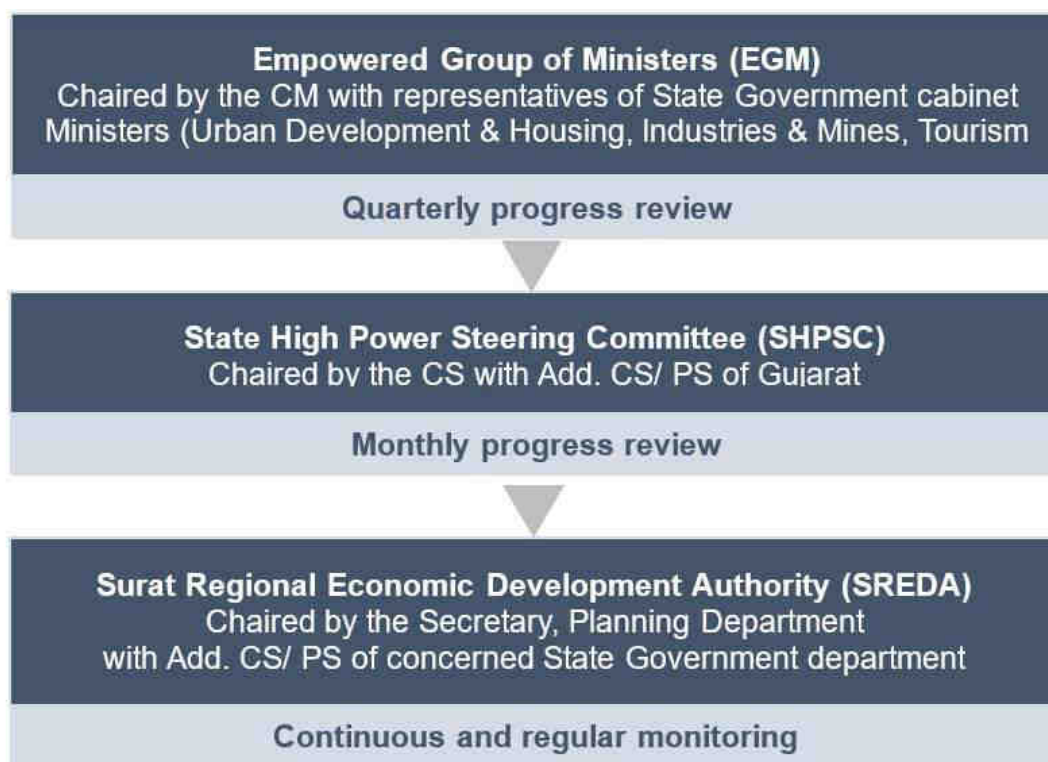 Empowered Group of Ministers (EGM)
Chaired by the CM with representatives of State Government cabinet
Ministers (Urban Development & Housing, Industries & Mines, Tourism
Quarterly progress review
State High Power Steering Committee (SHPSC)
Chaired by the CS with Add. CS/ PS of Gujarat
Monthly progress review
Surat Regional Economic Development Authority (SREDA)
Chaired by the Secretary, Planning Department
with Add. CS/ PS of concerned State Government department
Continuous and regular monitoring